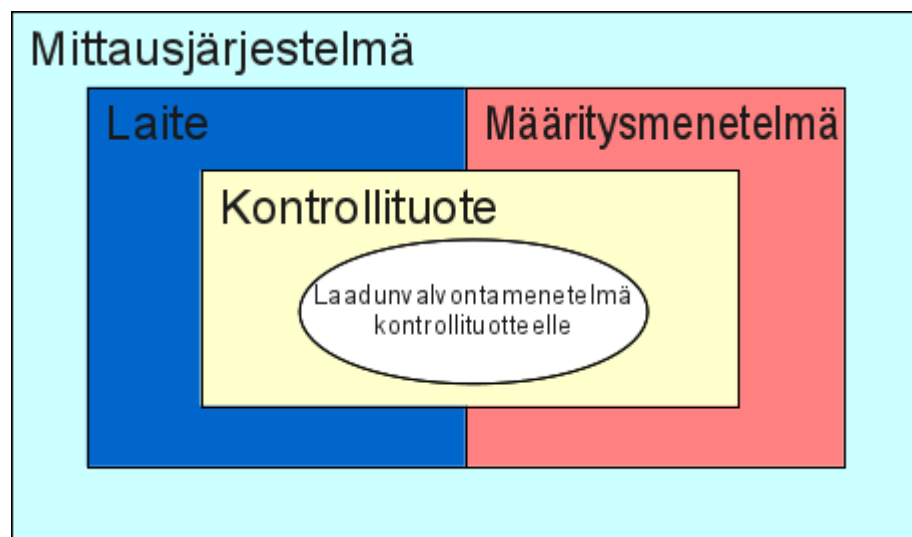 Mittausjärjestelmä
Laite
Määritysmenetelmä
Kontrollituote
Laadunvalvontamenetelmä
kontrollituotteelle